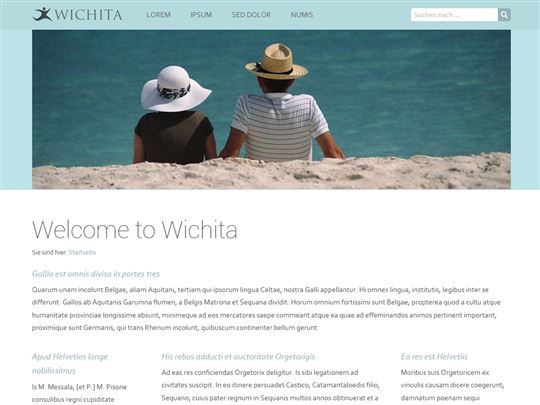 WICHITA LOREM IPSUM SED DOLOR NUMIS Suchen nach ...
Welcome to Wichita
Sie sind hier: Startseite
Gallia est omnis divisa in partes tres
Quarum unam incolunt Belgae, aliam Aquitani, tertiam qui ipsorum lingua Celtae, nostra Galli appellantur. Hi omnes lingua, institutis, legibus inter se
differunt. Gallos ab Aquitanis Garumna flumen, a Belgis Matrona et Sequana dividit. Horum omnium fortissimi sunt Belgae, propterea quod a cultu atque
humanitate provinciae longissime absunt, minimeque ad eos mercatores saepe commeant atque ea quae ad effeminandos animos pertinent important,
proximique sunt Germanis, qui trans Rhenum incolunt, quibuscum continenter bellum gerunt.
Apud Helvetios longe
nobilissimus
Is M. Messala, [et P.] M. Pisone
consulibus regni cupiditate
His rebus adducti et auctoritate Orgetorigis
Ad eas res conficiendas Orgetorix deligitur. Is sibi legationem ad
civitates suscipit. In eo itinere persuadet Castico, Catamantaloedis filio,
Sequano, cuius pater regnum in Sequanis multos annos obtinuerat et a
Ea res est Helvetiis
Moribus suis Orgetoricem ex
vinculis causam dicere coegerunt;
damnatum poenam sequi